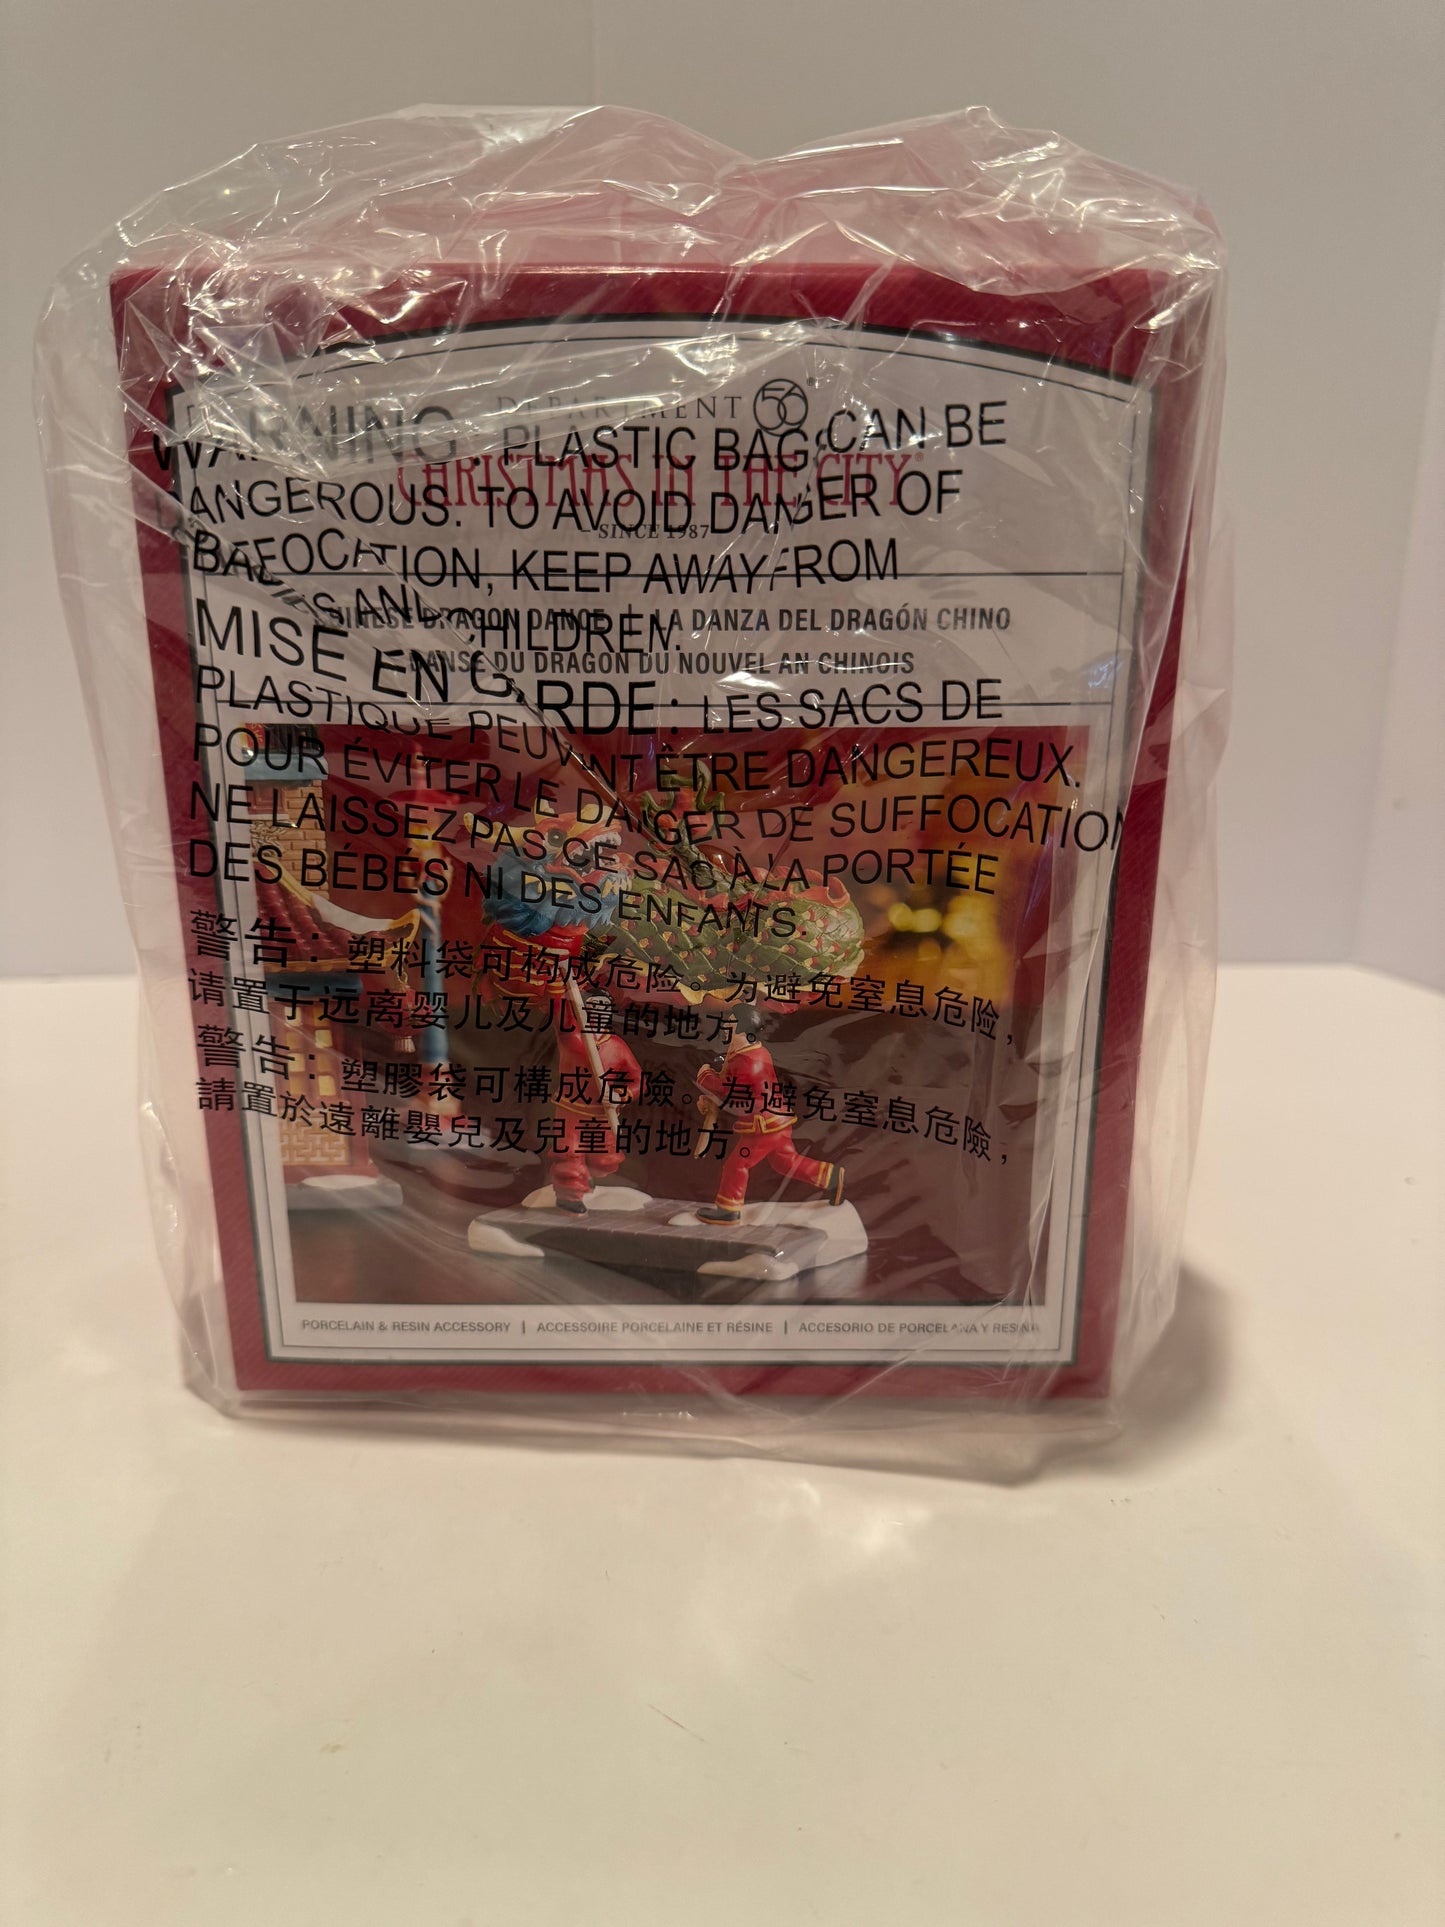 DEPARTMENT 56®
CHRISTMAS IN THE CITY®
SINCE 1987
CHINESE DRAGON DANCE | LA DANZA DEL DRAGÓN CHINO
DANSE DU DRAGON DU NOUVEL AN CHINOIS
WARNING: PLASTIC BAGS CAN BE
DANGEROUS. TO AVOID DANGER OF
SUFFOCATION, KEEP AWAY FROM
BABIES AND CHILDREN.
MISE EN GARDE: LES SACS DE
PLASTIQUE PEUVENT ÊTRE DANGEREUX.
POUR ÉVITER LE DANGER DE SUFFOCATION
NE LAISSEZ PAS CE SAC À LA PORTÉE
DES BÉBÉS NI DES ENFANTS.
警告：塑料袋可构成危险。为避免窒息危险，
请置于远离婴儿及儿童的地方。
警告：塑膠袋可構成危險。為避免窒息危險，
請置於遠離嬰兒及兒童的地方。
PORCELAIN & RESIN ACCESSORY | ACCESSOIRE PORCELAINE ET RÉSINE | ACCESORIO DE PORCELANA Y RESINA